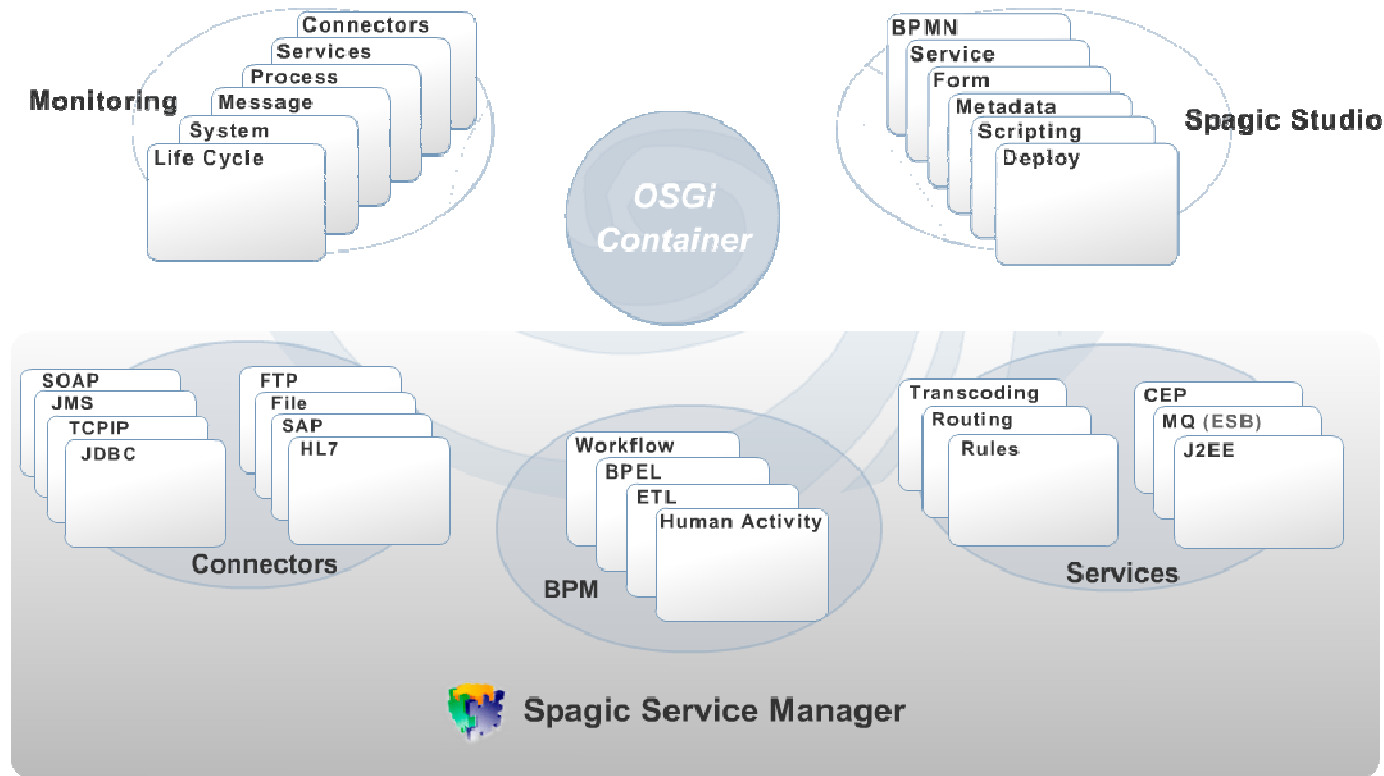 Monitoring
Connectors
Services
Process
Message
System
Life Cycle
OSGi
Container
BPMN
Service
Form
Metadata
Scripting
Deploy
Spagic Studio
SOAP
JMS
TCPIP
JDBC
FTP
File
SAP
HL7
Connectors
Workflow
BPEL
ETL
Human Activity
BPM
Transcoding
Routing
Rules
CEP
MQ (ESB)
J2EE
Services
Spagic Service Manager